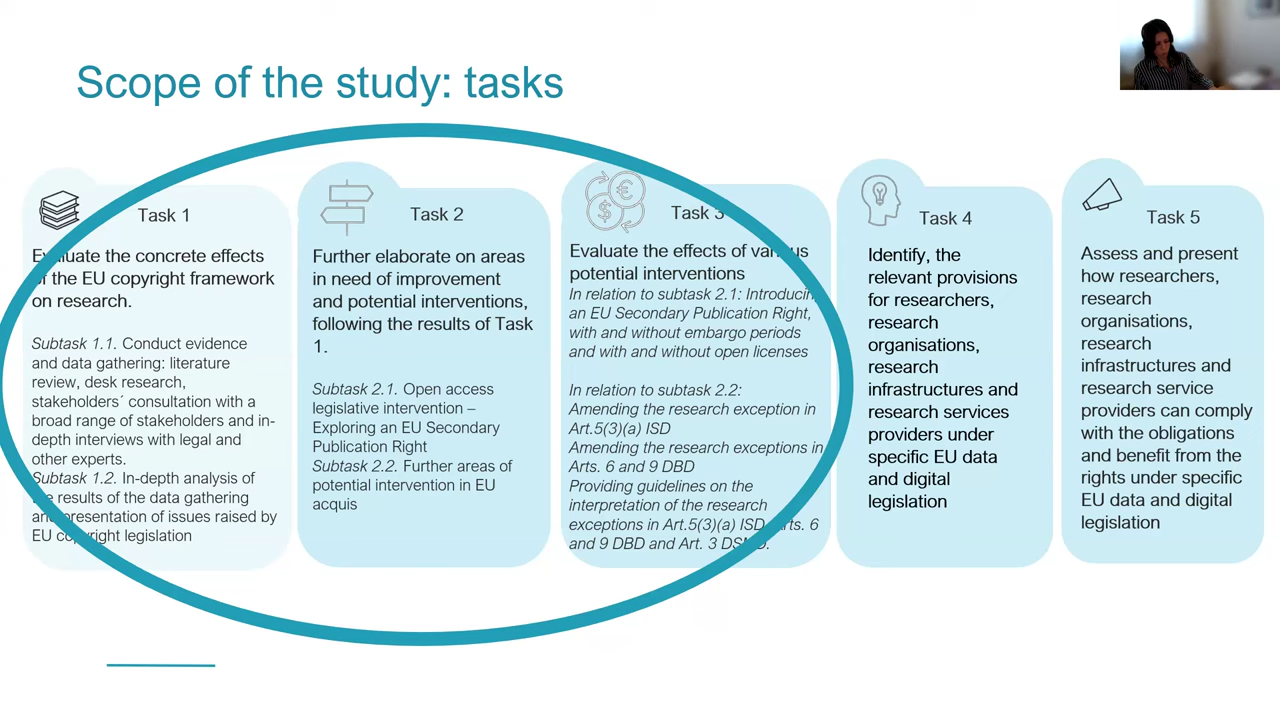 Scope of the study: tasks
Task 1
Evaluate the concrete effects
of the EU copyright framework
on research.
Subtask 1.1. Conduct evidence
and data gathering: literature
review, desk research,
stakeholders´ consultation with a
broad range of stakeholders and in-
depth interviews with legal and
other experts.
Subtask 1.2. In-depth analysis of
the results of the data gathering
and presentation of issues raised by
EU copyright legislation
Task 2
Further elaborate on areas
in need of improvement
and potential interventions,
following the results of Task
1.
Subtask 2.1. Open access
legislative intervention –
Exploring an EU Secondary
Publication Right
Subtask 2.2. Further areas of
potential intervention in EU
acquis
Task 3
Evaluate the effects of various
potential interventions
In relation to subtask 2.1: Introducing
an EU Secondary Publication Right,
with and without embargo periods
and with and without open licenses
In relation to subtask 2.2:
Amending the research exception in
Art.5(3)(a) ISD
Amending the research exceptions in
Arts. 6 and 9 DBD
Providing guidelines on the
interpretation of the research
exceptions in Art.5(3)(a) ISD, Arts. 6
and 9 DBD and Art. 3 DSMD.
Task 4
Identify, the
relevant provisions
for researchers,
research
organisations,
research
infrastructures and
research services
providers under
specific EU data
and digital
legislation
Task 5
Assess and present
how researchers,
research
organisations,
research
infrastructures and
research service
providers can comply
with the obligations
and benefit from the
rights under specific
EU data and digital
legislation